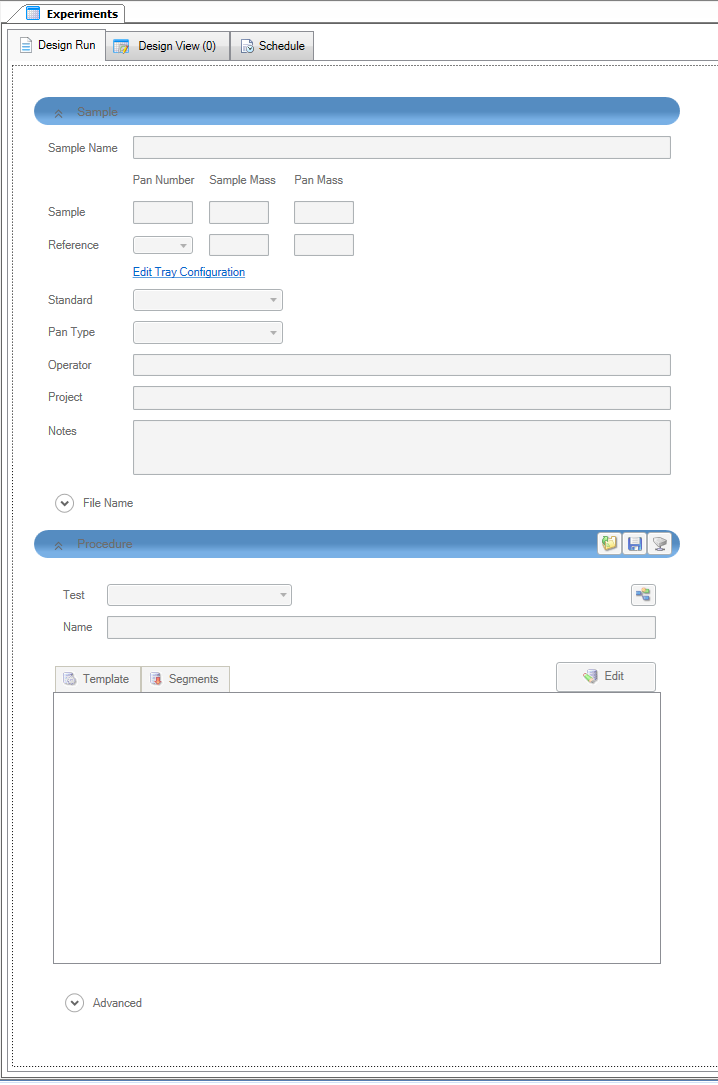 Experiments
Design Run Design View (0) Schedule
Sample
Sample Name
Pan Number Sample Mass Pan Mass
Sample
Reference
Edit Tray Configuration
Standard
Pan Type
Operator
Project
Notes
File Name
Procedure
Test
Name
Template Segments Edit
Advanced